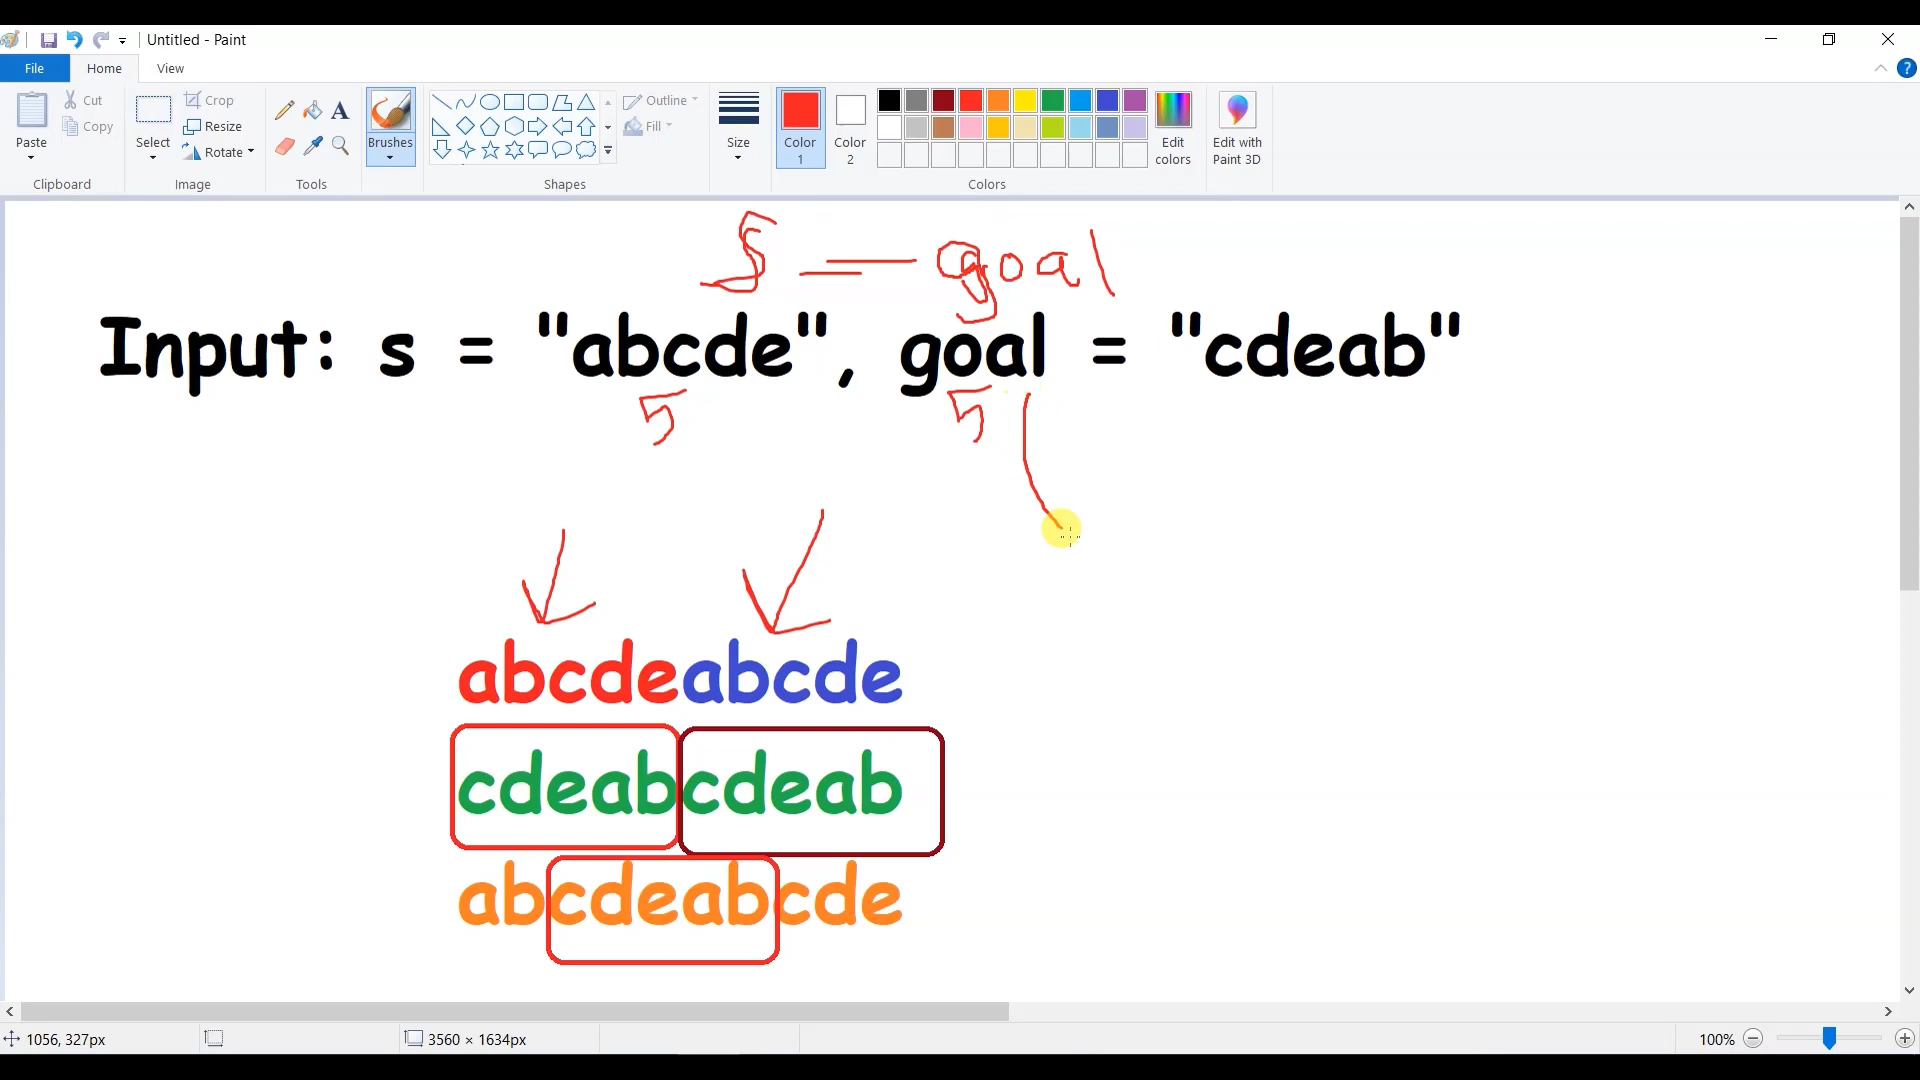 Untitled - Paint
File Home View
Paste
Cut
Copy
Clipboard
Select
Crop
Resize
Rotate
Image
Tools
Brushes
Shapes
Outline
Fill
Size
Color 1
Color 2
Edit colors
Colors
Edit with Paint 3D
S = goal
Input: s = "abcde", goal = "cdeab"
5 5
abcdeabcde
cdeabcdeab
abcdeabcde
1056, 327px
3560 × 1634px
100%